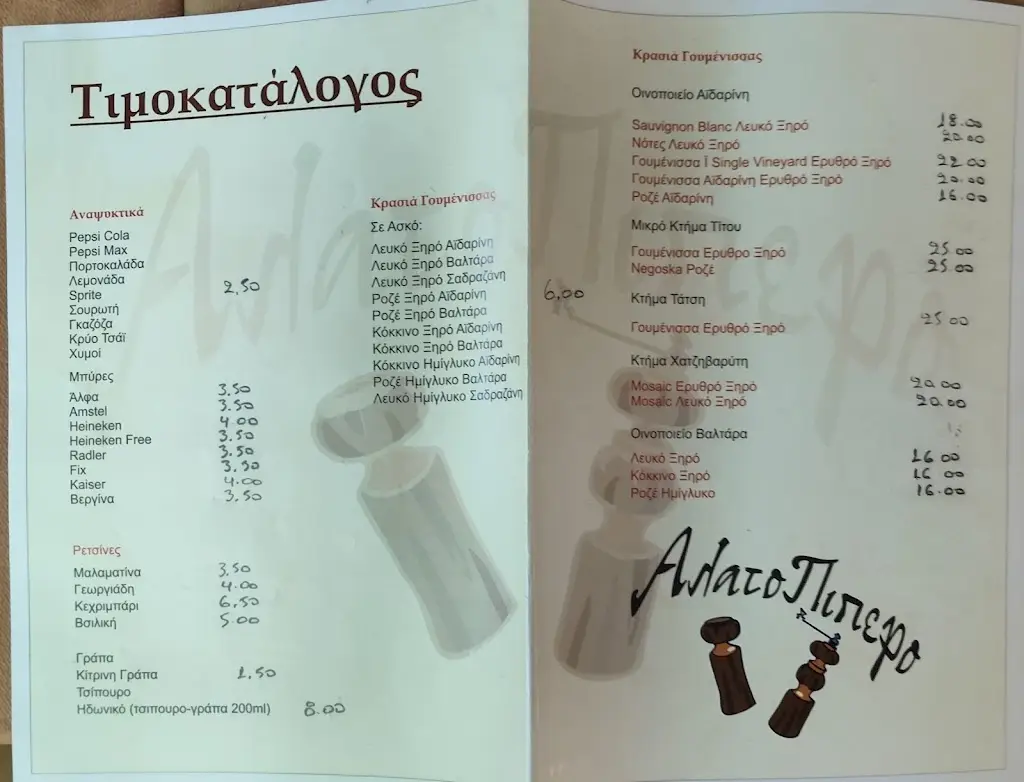 Τιμοκατάλογος
Αναψυκτικά
Pepsi Cola
Pepsi Max
Πορτοκαλάδα
Λεμονάδα
Sprite 2,50
Σουρωτή
Γκαζόζα
Κρύο Τσάϊ
Χυμοί
Μπύρες
Άλφα 3,50
Amstel 3.50
Heineken 4.00
Heineken Free 3.50
Radler 3.50
Fix 3,50
Kaiser 4.00
Βεργίνα 3,50
Ρετσίνες
Μαλαματίνα 3,50
Γεωργιάδη 4.00
Κεχριμπάρι 6,50
Βσιλική 5.00
Γράπα
Κίτρινη Γράπα 2,50
Τσίπουρο
Ηδωνικό (τσιπουρο-γράπα 200ml) 8.00
Κρασιά Γουμένισσας
Σε Ασκό:
Λευκό Ξηρό Αϊδαρίνη
Λευκό Ξηρό Βαλτάρα
Λευκό Ξηρό Σαδραζάνη
Ροζέ Ξηρό Αϊδαρίνη 6,00
Ροζέ Ξηρό Βαλτάρα
Κόκκινο Ξηρό Αϊδαρίνη
Κόκκινο Ξηρό Βαλτάρα
Κόκκινο Ημίγλυκο Αϊδαρίνη
Ροζέ Ημίγλυκο Βαλτάρα
Λευκό Ημίγλυκο Σαδραζάνη
Κρασιά Γουμένισσας
Οινοποιείο Αϊδαρίνη
Sauvignon Blanc Λευκό Ξηρό 18.00
Νότες Λευκό Ξηρό 20.00
Γουμένισσα Ϊ Single Vineyard Ερυθρό Ξηρό 22 00
Γουμένισσα Αϊδαρίνη Ερυθρό Ξηρό 20.00
Ροζέ Αϊδαρίνη 16.00
Μικρό Κτήμα Τίτου
Γουμένισσα Ερυθρο Ξηρό 25 00
Negoska Ροζέ 25.00
Κτήμα Τάτση
Γουμένισσα Ερυθρό Ξηρό 25 00
Κτήμα Χατζηβαρύτη
Mosaic Ερυθρό Ξηρό 20.00
Mosaic Λευκό Ξηρό 20.00
Οινοποιείο Βαλτάρα
Λευκό Ξηρό 16 00
Κόκκινο Ξηρό 16 00
Ροζέ Ημίγλυκο 16.00
ΑλατοΠιπερο